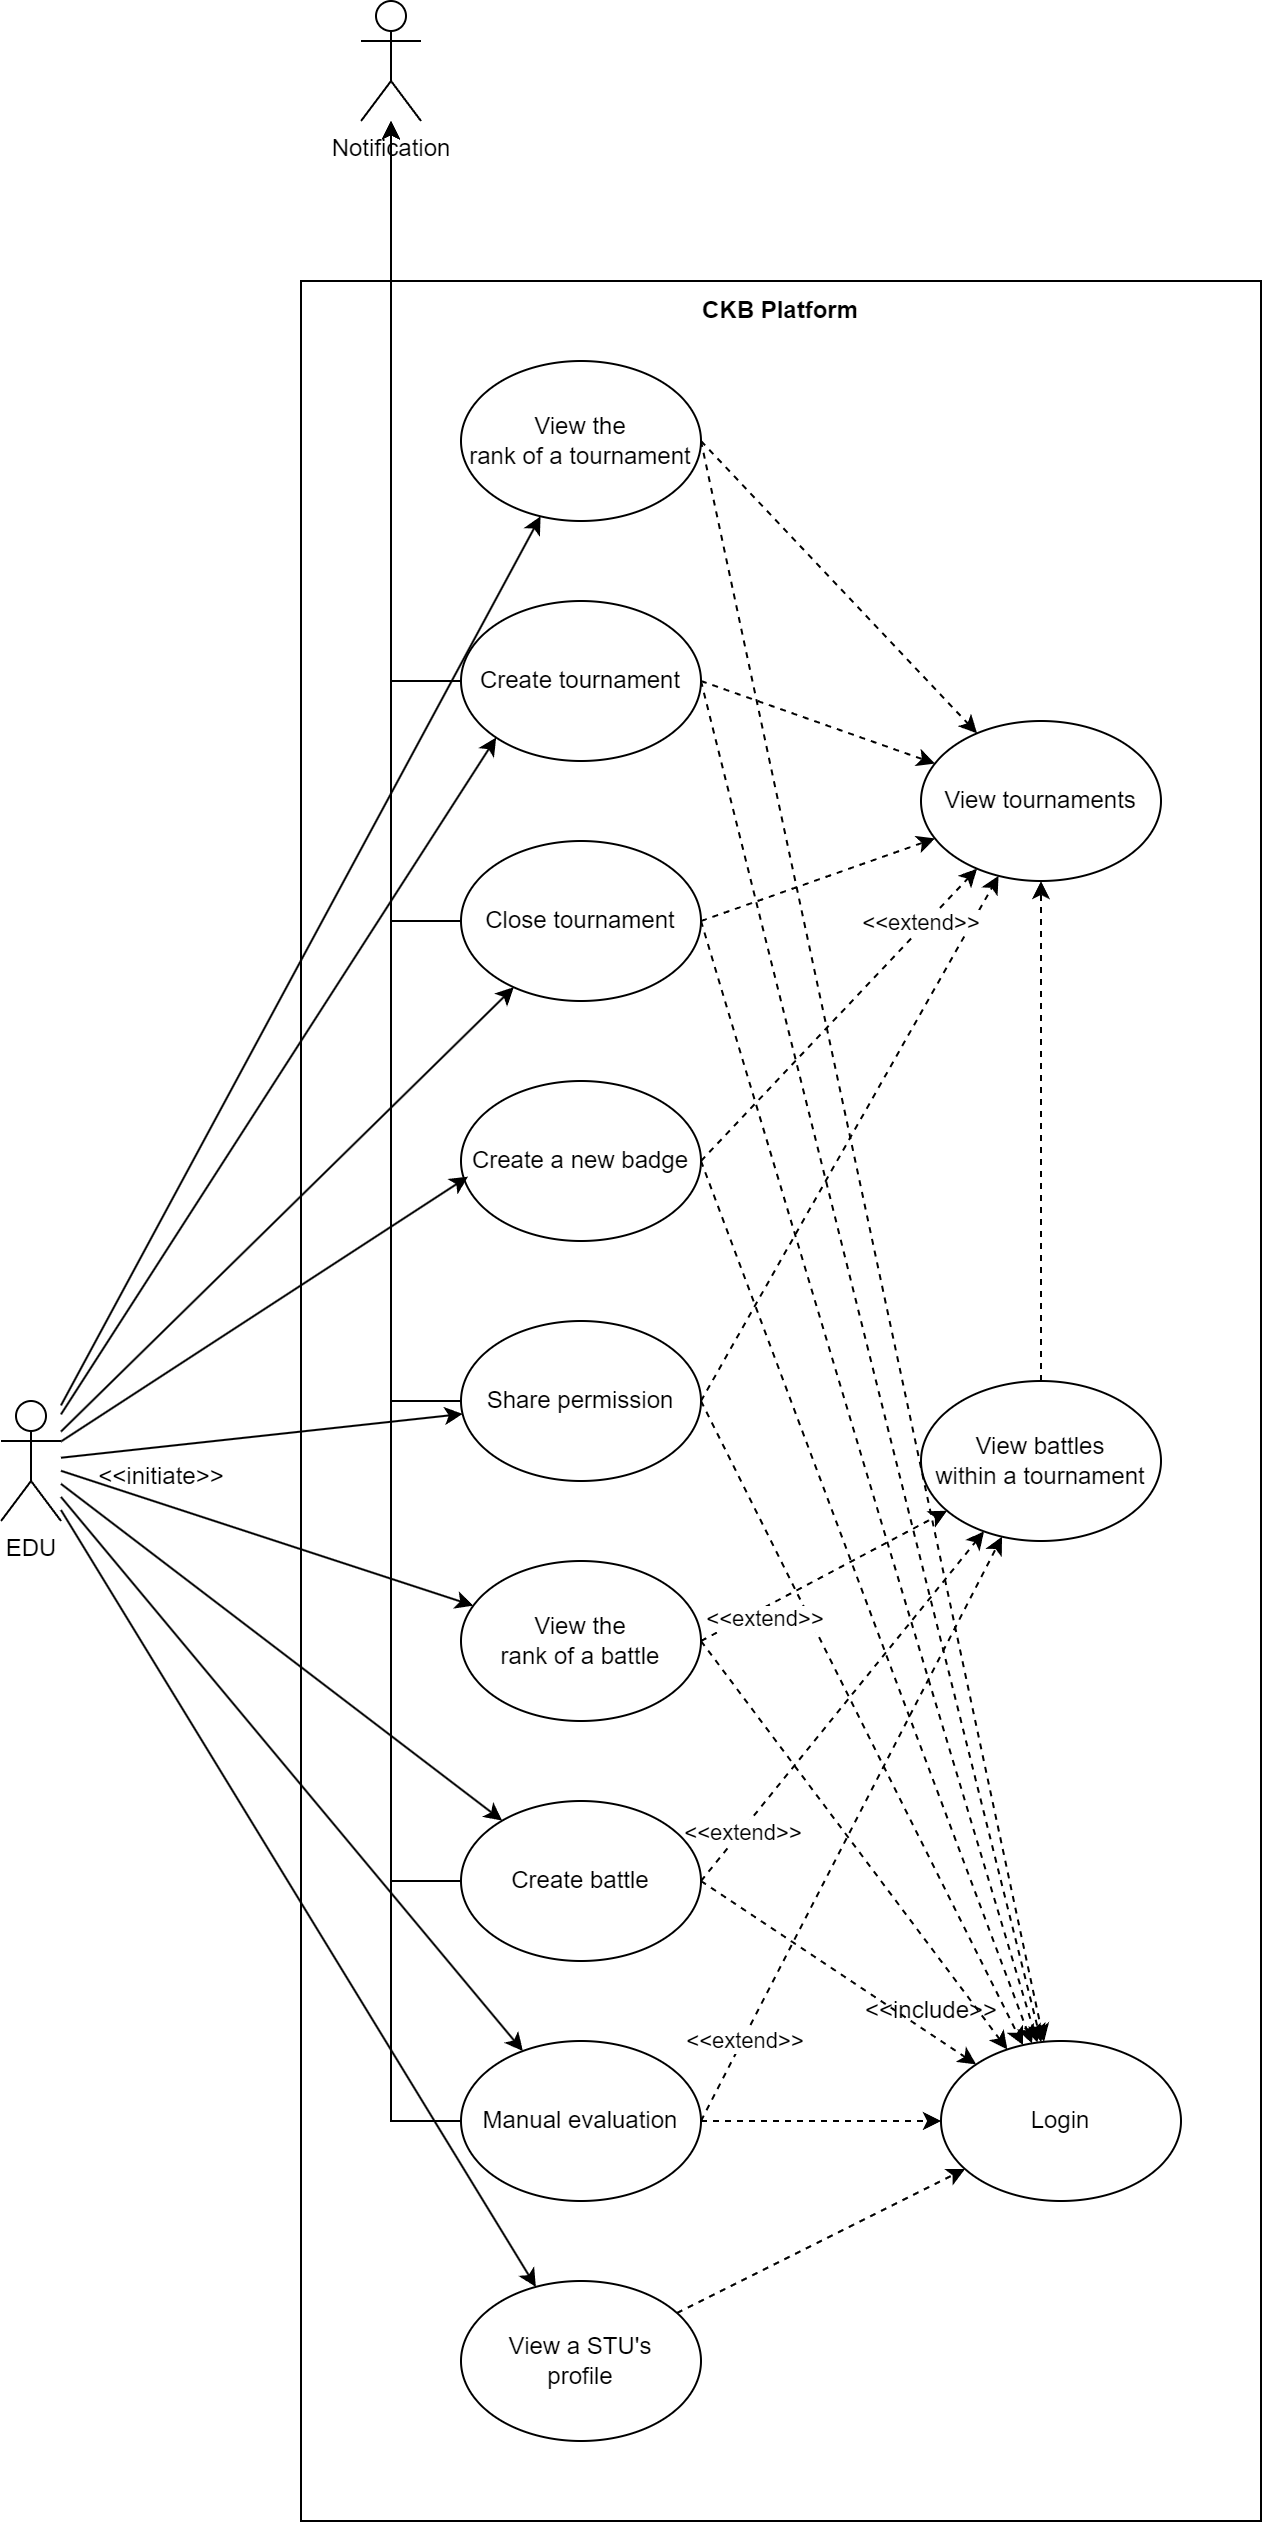 Notification
CKB Platform
View the
rank of a tournament
Create tournament
View tournaments
Close tournament
<<extend>>
Create a new badge
Share permission
View battles
within a tournament
<<initiate>>
EDU
<<extend>>
View the
rank of a battle
<<extend>>
Create battle
<<include>>
<<extend>>
Manual evaluation
Login
View a STU's
profile